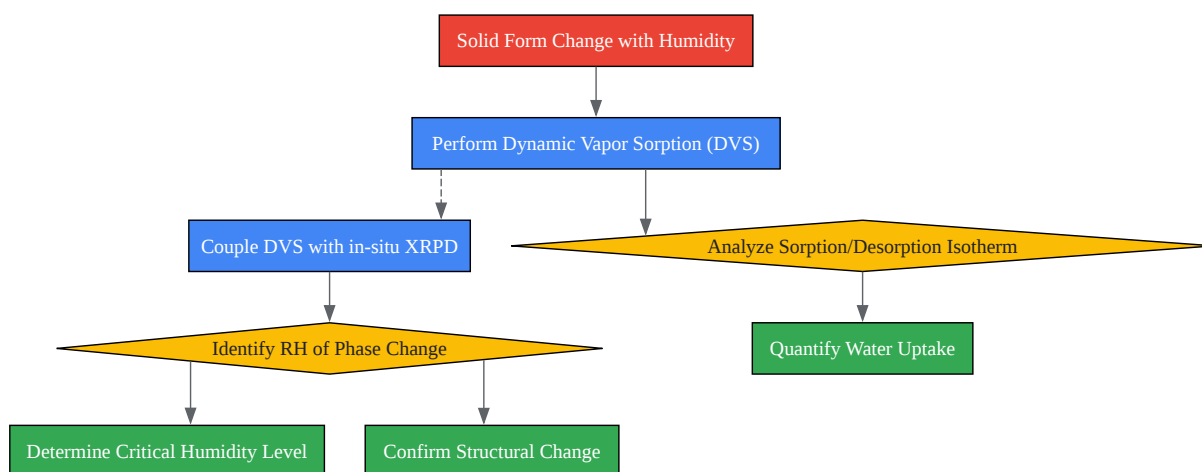 Solid Form Change with Humidity
Perform Dynamic Vapor Sorption (DVS)
Couple DVS with in-situ XRPD
Analyze Sorption/Desorption Isotherm
Identify RH of Phase Change
Quantify Water Uptake
Determine Critical Humidity Level
Confirm Structural Change